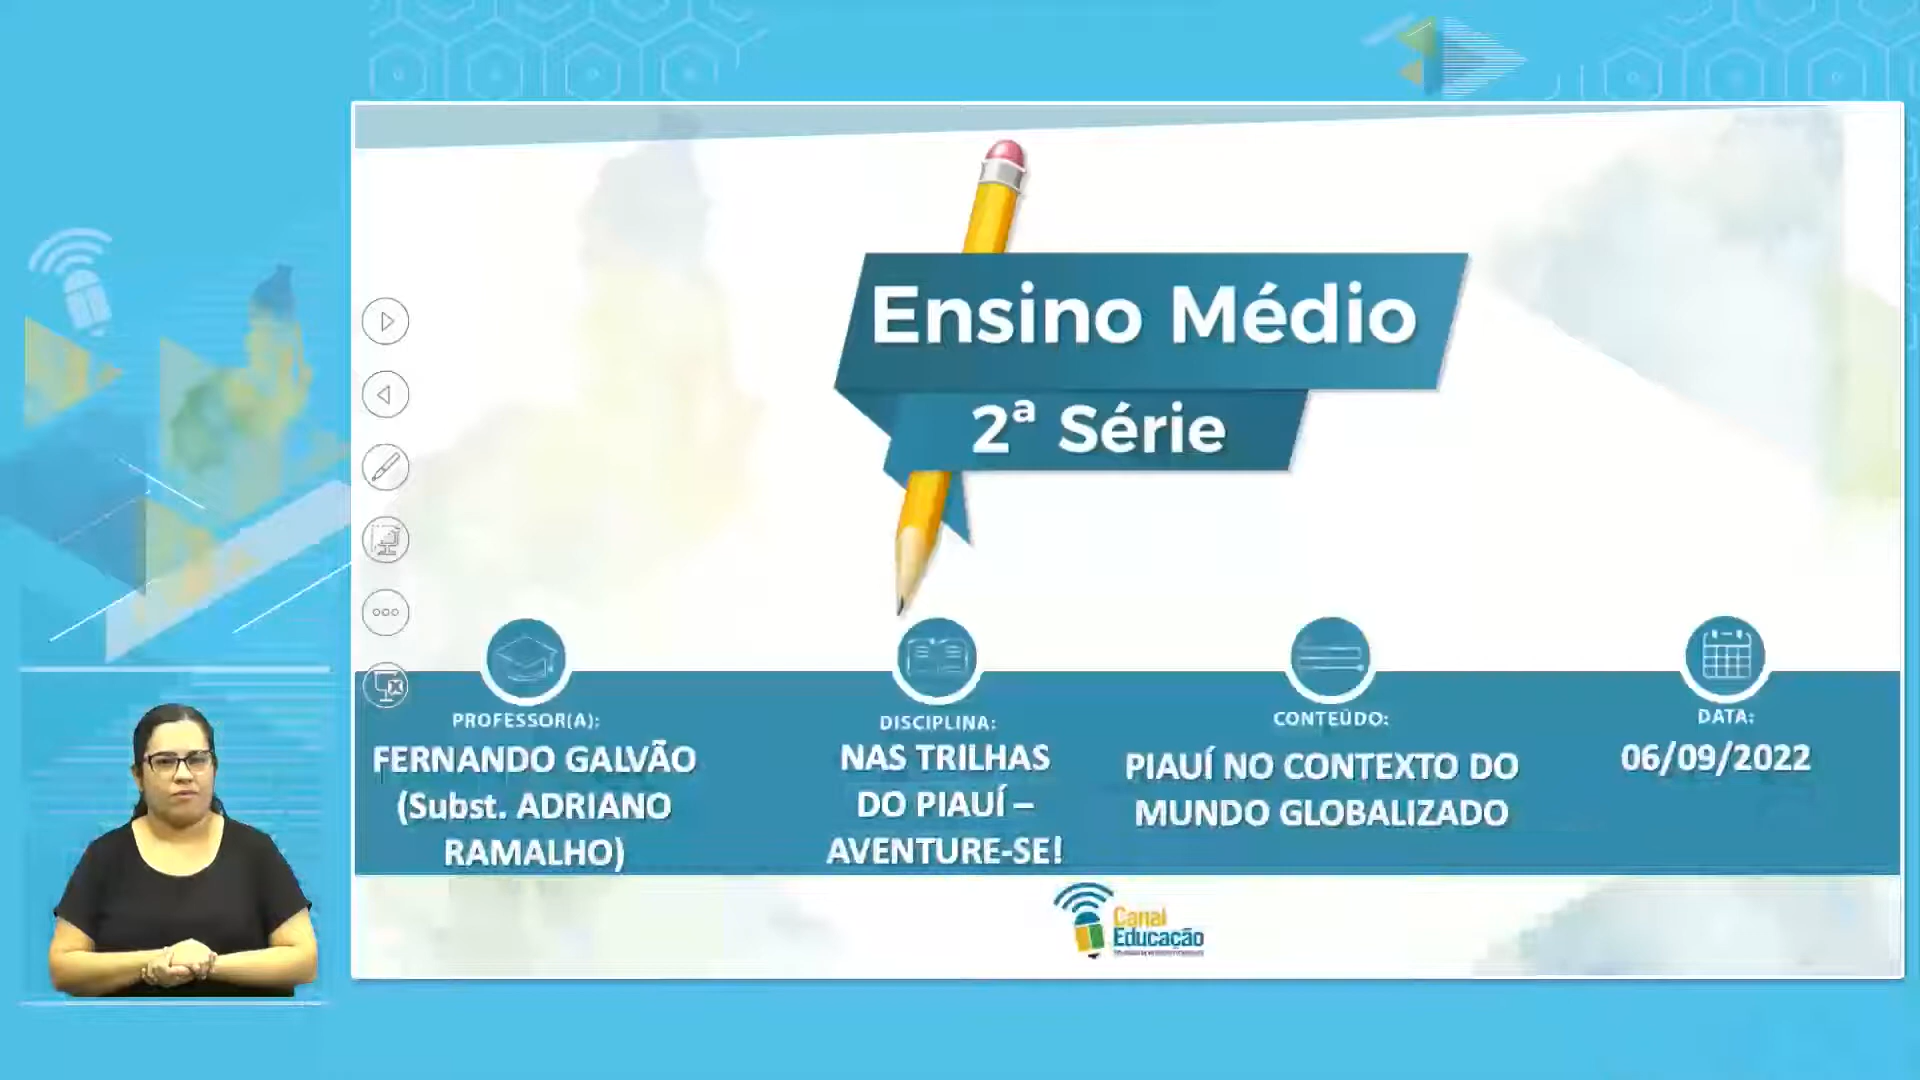 Ensino Médio
2ª Série
PROFESSOR(A):
FERNANDO GALVÃO
(Subst. ADRIANO
RAMALHO)
DISCIPLINA:
NAS TRILHAS
DO PIAUÍ –
AVENTURE-SE!
CONTEÚDO:
PIAUÍ NO CONTEXTO DO
MUNDO GLOBALIZADO
DATA:
06/09/2022
Canal
Educação